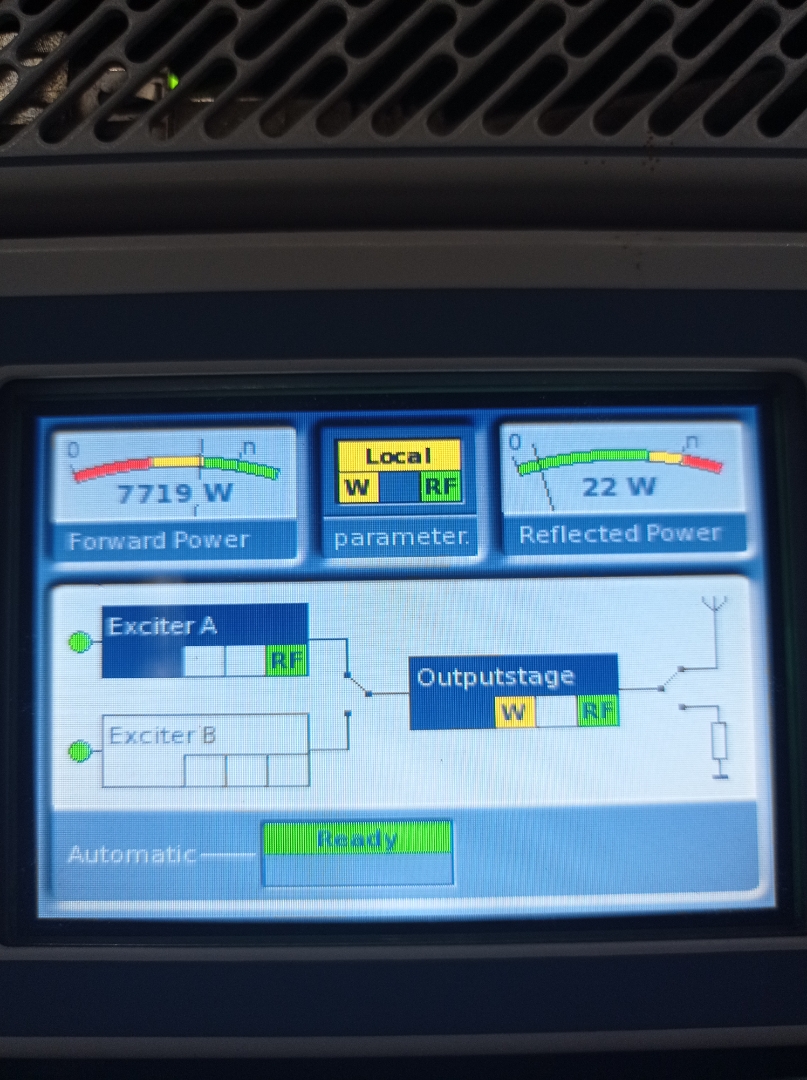 0 n
7719 W
Forward Power
Local
W RF
parameter.
0 n
22 W
Reflected Power
Exciter A
RF
Exciter B
Outputstage
W RF
Automatic
Ready